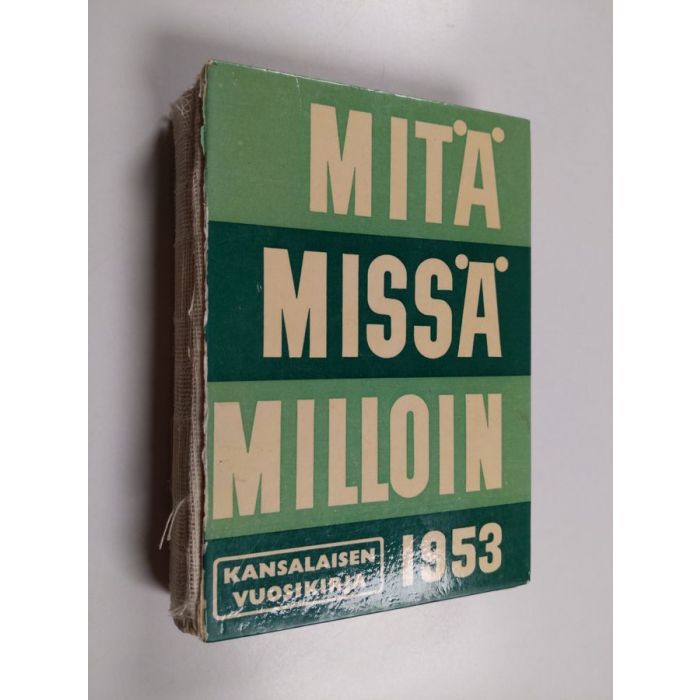 MITÄ
MISSÄ
MILLOIN
1953
KANSALAISEN
VUOSIKIRJA